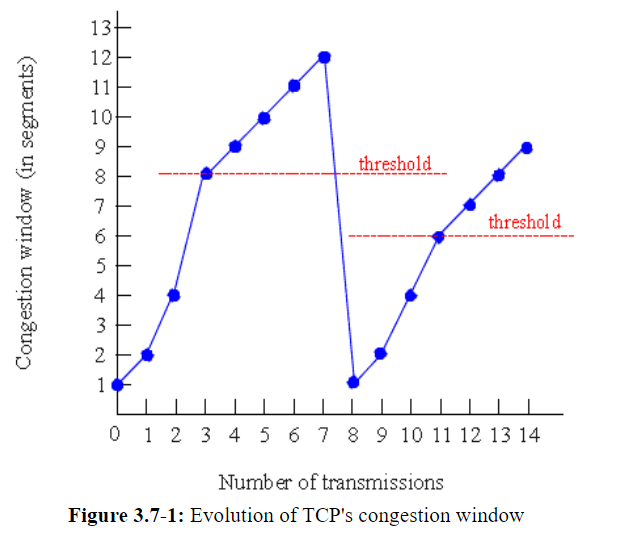 Congestion window (in segments)
13
12
11
10
9
8
7
6
5
4
3
2
1
threshold
threshold
0 1 2 3 4 5 6 7 8 9 10 11 12 13 14
Number of transmissions
Figure 3.7-1: Evolution of TCP's congestion window